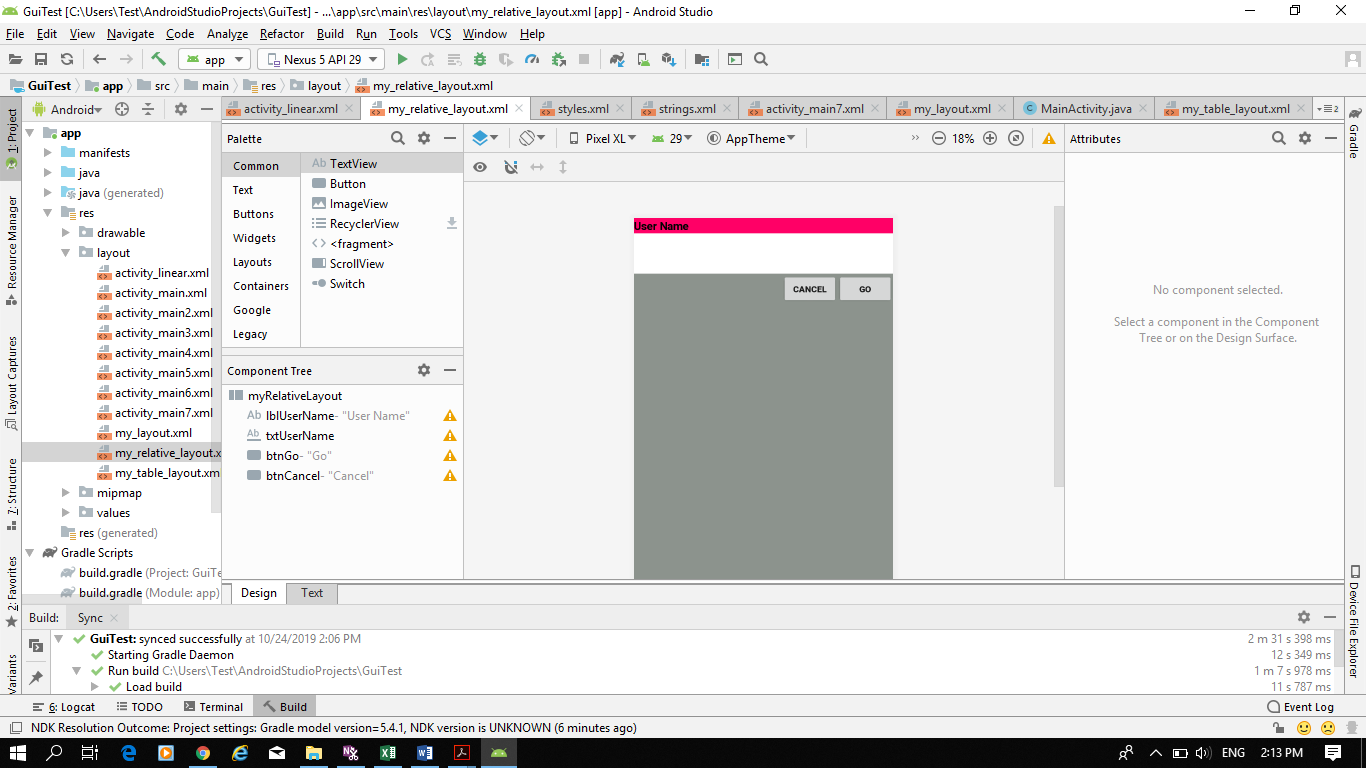 GuiTest [C:\Users\Test\AndroidStudioProjects\GuiTest] - ...\app\src\main\res\layout\my_relative_layout.xml [app] - Android Studio
File Edit View Navigate Code Analyze Refactor Build Run Tools VCS Window Help
app Nexus 5 API 29
GuiTest app src main res layout my_relative_layout.xml
1: Project
Resource Manager
Layout Captures
7: Structure
2: Favorites
Variants
Android
app
manifests
java
java (generated)
res
drawable
layout
activity_linear.xml
activity_main.xml
activity_main2.xml
activity_main3.xml
activity_main4.xml
activity_main5.xml
activity_main6.xml
activity_main7.xml
my_layout.xml
my_relative_layout.x
my_table_layout.xm
mipmap
values
res (generated)
Gradle Scripts
build.gradle (Project: GuiTe
build.gradle (Module: app)
activity_linear.xml my_relative_layout.xml styles.xml strings.xml activity_main7.xml my_layout.xml MainActivity.java my_table_layout.xml 2
Palette
Common
Text
Buttons
Widgets
Layouts
Containers
Google
Legacy
Ab TextView
Button
ImageView
RecyclerView
<fragment>
ScrollView
Switch
Component Tree
myRelativeLayout
Ab lblUserName- "User Name"
Ab txtUserName
btnGo- "Go"
btnCancel- "Cancel"
Pixel XL 29 AppTheme 18%
User Name
CANCEL GO
Attributes
No component selected.
Select a component in the Component
Tree or on the Design Surface.
Gradle
Device File Explorer
Design Text
Build: Sync
GuiTest: synced successfully at 10/24/2019 2:06 PM 2 m 31 s 398 ms
Starting Gradle Daemon 12 s 349 ms
Run build C:\Users\Test\AndroidStudioProjects\GuiTest 1 m 7 s 978 ms
Load build 11 s 787 ms
6: Logcat TODO Terminal Build Event Log
NDK Resolution Outcome: Project settings: Gradle model version=5.4.1, NDK version is UNKNOWN (6 minutes ago)
ENG 2:13 PM